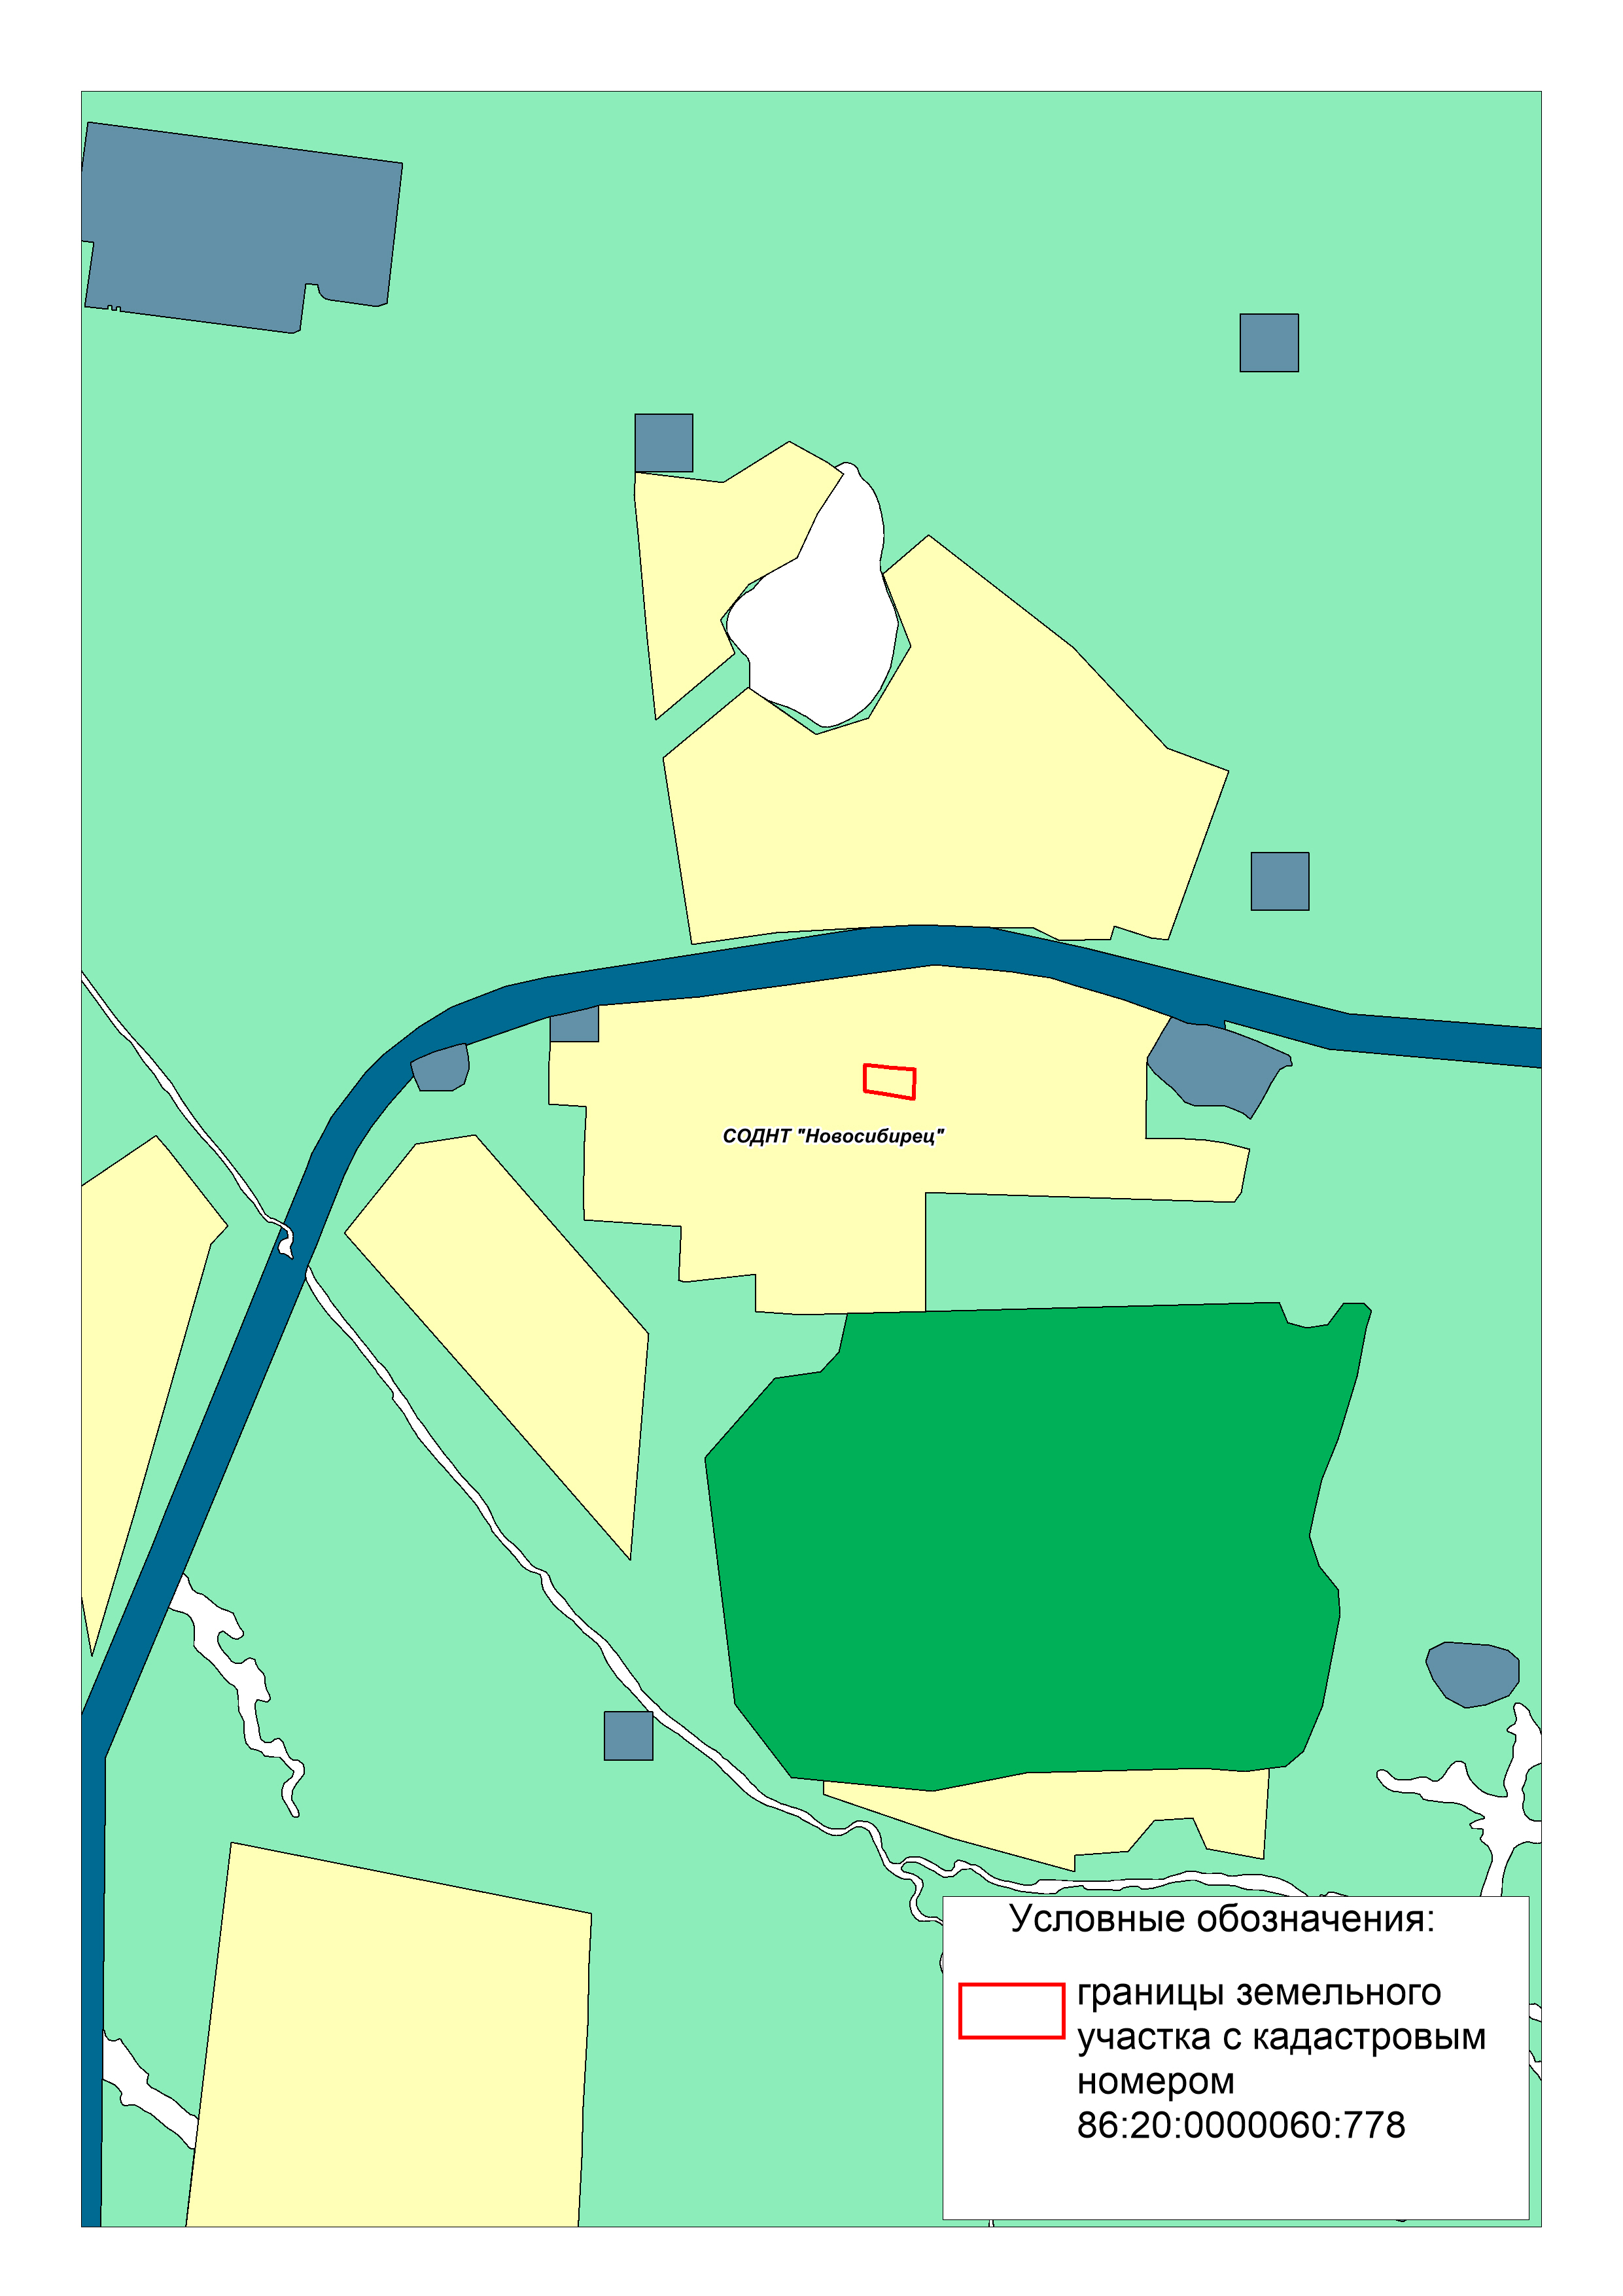 СОДНТ "Новосибирец"
Условные обозначения:
границы земельного
участка с кадастровым
номером
86:20:0000060:778